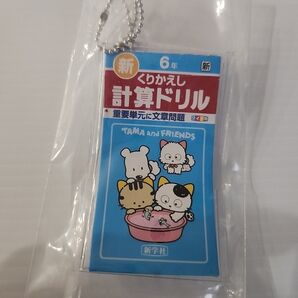 新
6年
新
くりかえし
計算ドリル
重要単元に文章問題
TAMA and FRIENDS
新学社